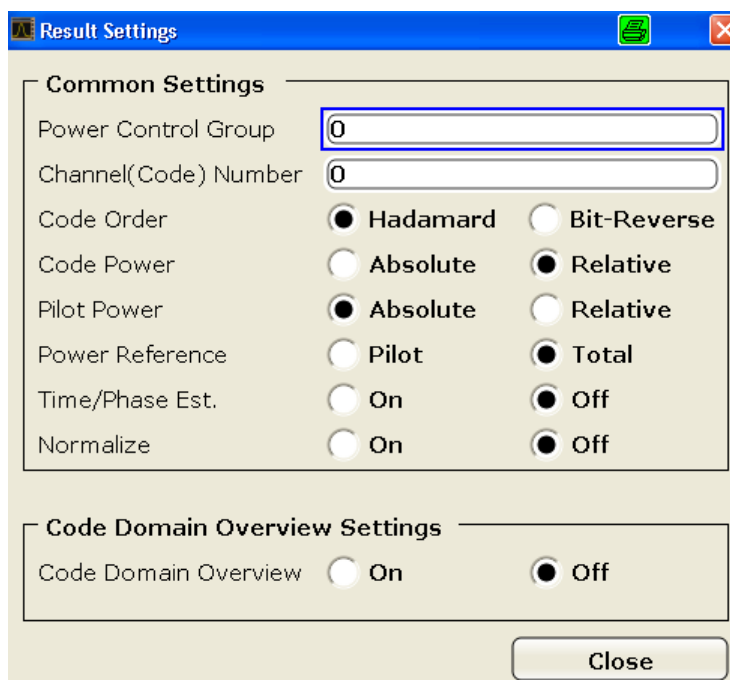 Result Settings
Common Settings
Power Control Group 0
Channel(Code) Number 0
Code Order Hadamard Bit-Reverse
Code Power Absolute Relative
Pilot Power Absolute Relative
Power Reference Pilot Total
Time/Phase Est. On Off
Normalize On Off
Code Domain Overview Settings
Code Domain Overview On Off
Close